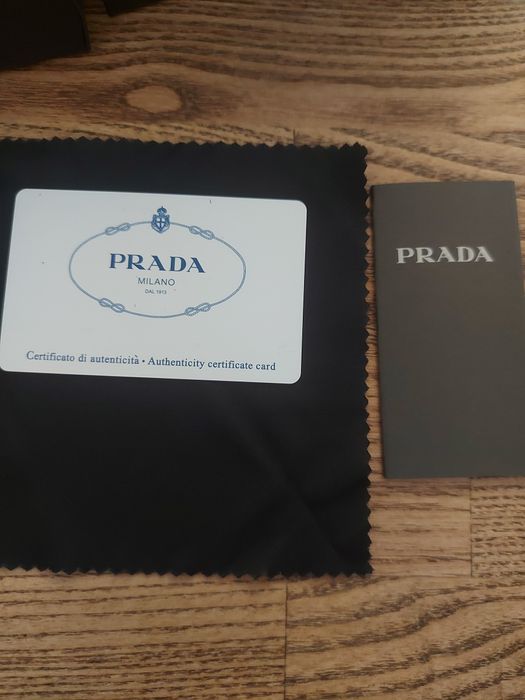 PRADA
MILANO
DAL 1913
Certificato di autenticità • Authenticity certificate card
PRADA